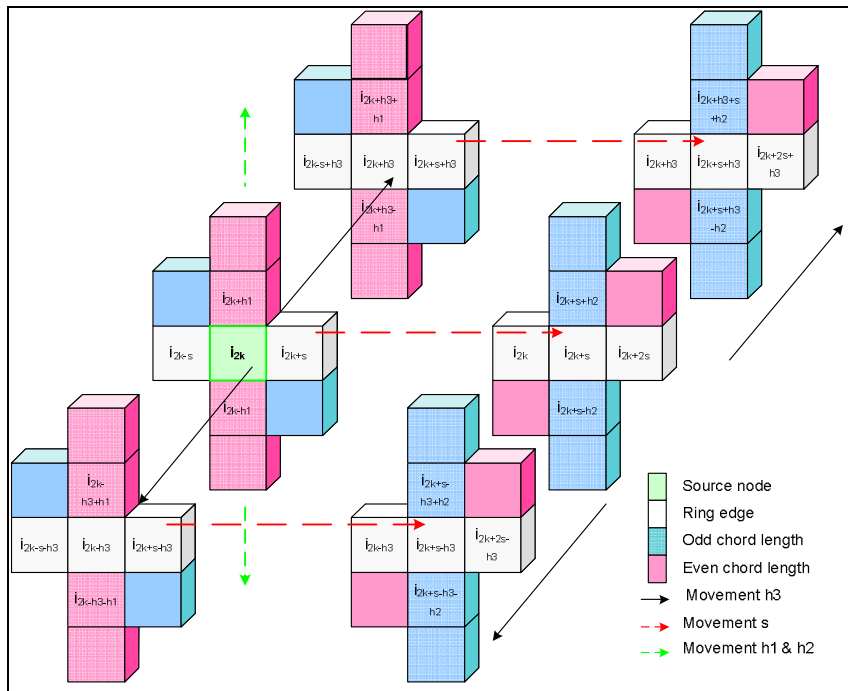 i2k+h3+
h1
i2k-s+h3
i2k+h3
i2k+s+h3
i2k+h3-
h1
i2k+h3+s
+h2
i2k+h3
i2k+s+h3
i2k+2s+
h3
i2k+s+h3
-h2
i2k+h1
i2k-s
i2k
i2k+s
i2k-h1
i2k+s+h2
i2k
i2k+s
i2k+2s
i2k+s-h2
i2k-
h3+h1
i2k-s-h3
i2k-h3
i2k+s-h3
i2k-h3-h1
i2k+s-
h3+h2
i2k-h3
i2k+s-h3
i2k+2s-
h3
i2k+s-h3-
h2
Source node
Ring edge
Odd chord length
Even chord length
Movement h3
Movement s
Movement h1 & h2